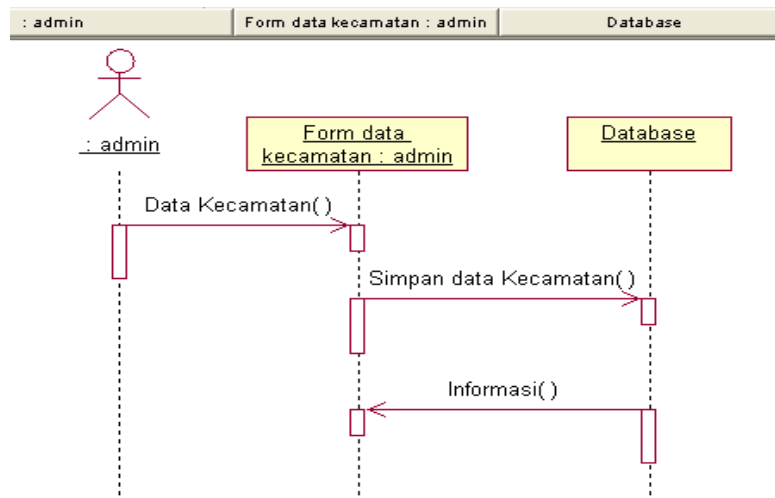 : admin
Form data kecamatan : admin
Database
: admin
Form data
kecamatan : admin
Database
Data Kecamatan( )
Simpan data Kecamatan( )
Informasi( )